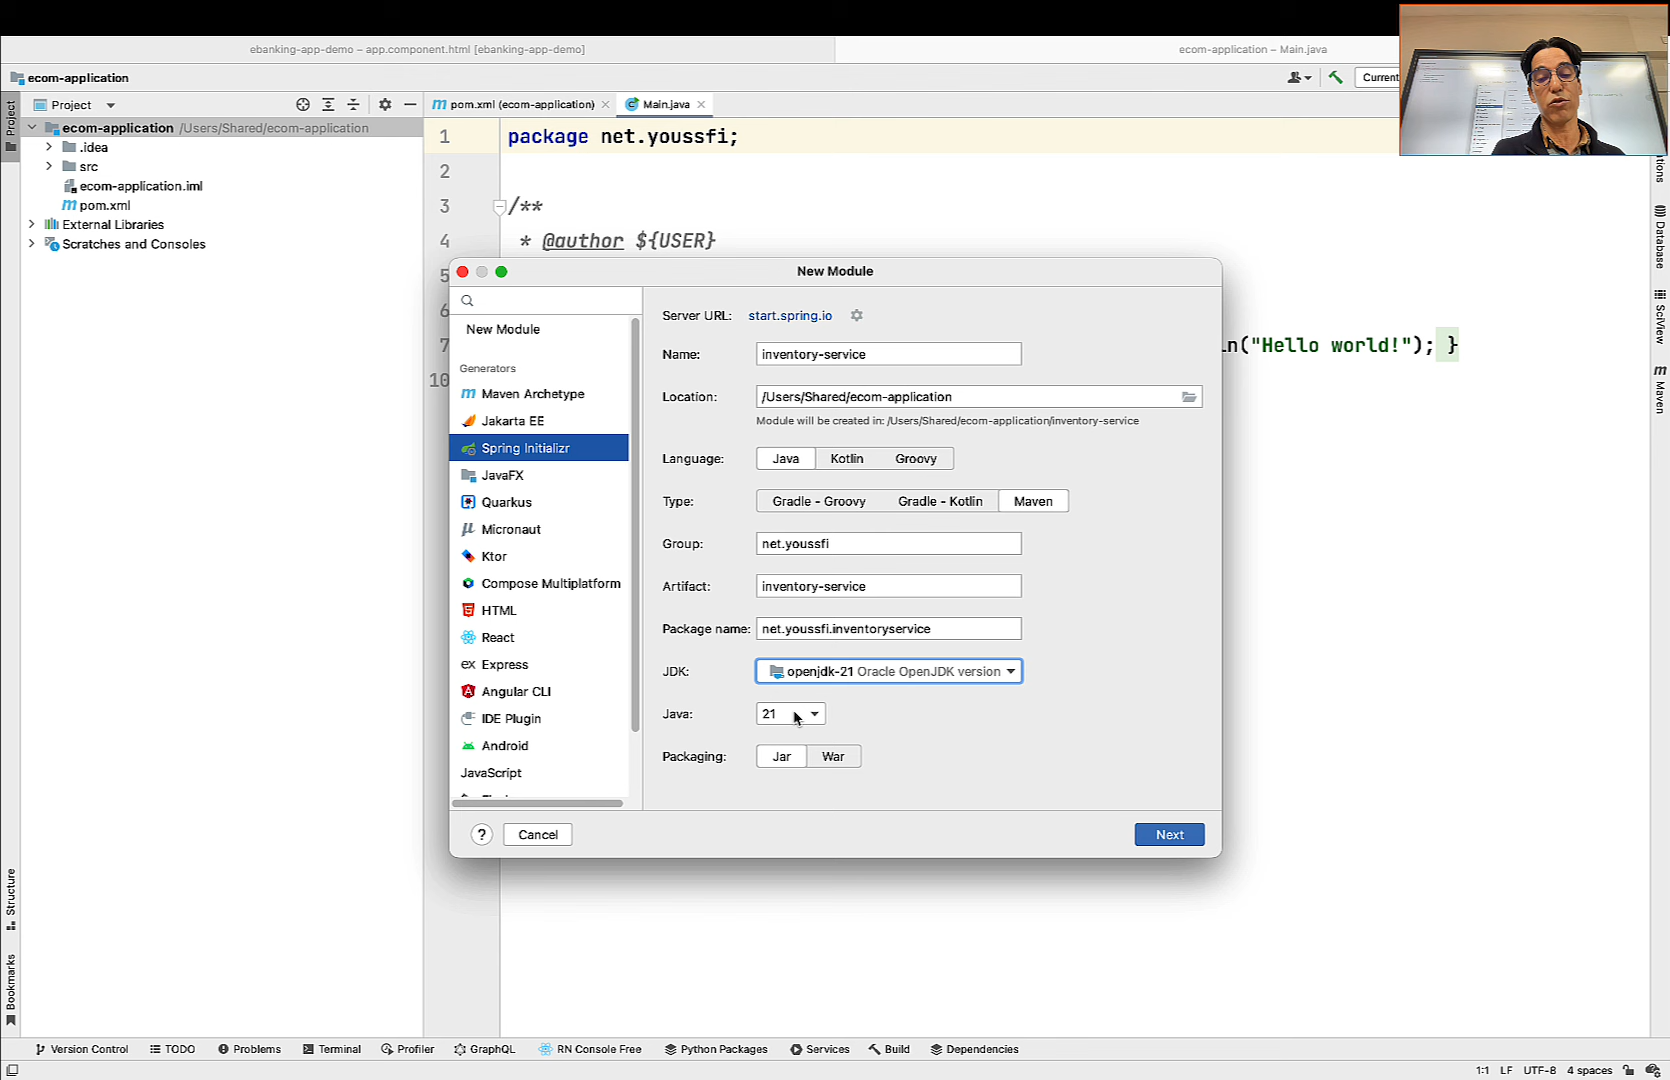 ebanking-app-demo – app.component.html [ebanking-app-demo]
ecom-application – Main.java
ecom-application
Current
Project
pom.xml (ecom-application)
Main.java
Project
ecom-application /Users/Shared/ecom-application
.idea
src
ecom-application.iml
pom.xml
External Libraries
Scratches and Consoles
1 package net.youssfi;
2
3 /**
4 * @author ${USER}
5
6
7 ln("Hello world!"); }
10
Database
SciView
Maven
New Module
New Module
Generators
Maven Archetype
Jakarta EE
Spring Initializr
JavaFX
Quarkus
Micronaut
Ktor
Compose Multiplatform
HTML
React
Express
Angular CLI
IDE Plugin
Android
JavaScript
Server URL: start.spring.io
Name: inventory-service
Location: /Users/Shared/ecom-application
Module will be created in: /Users/Shared/ecom-application/inventory-service
Language: Java Kotlin Groovy
Type: Gradle - Groovy Gradle - Kotlin Maven
Group: net.youssfi
Artifact: inventory-service
Package name: net.youssfi.inventoryservice
JDK: openjdk-21 Oracle OpenJDK version
Java: 21
Packaging: Jar War
? Cancel Next
Structure
Bookmarks
Version Control TODO Problems Terminal Profiler GraphQL RN Console Free Python Packages Services Build Dependencies
1:1 LF UTF-8 4 spaces